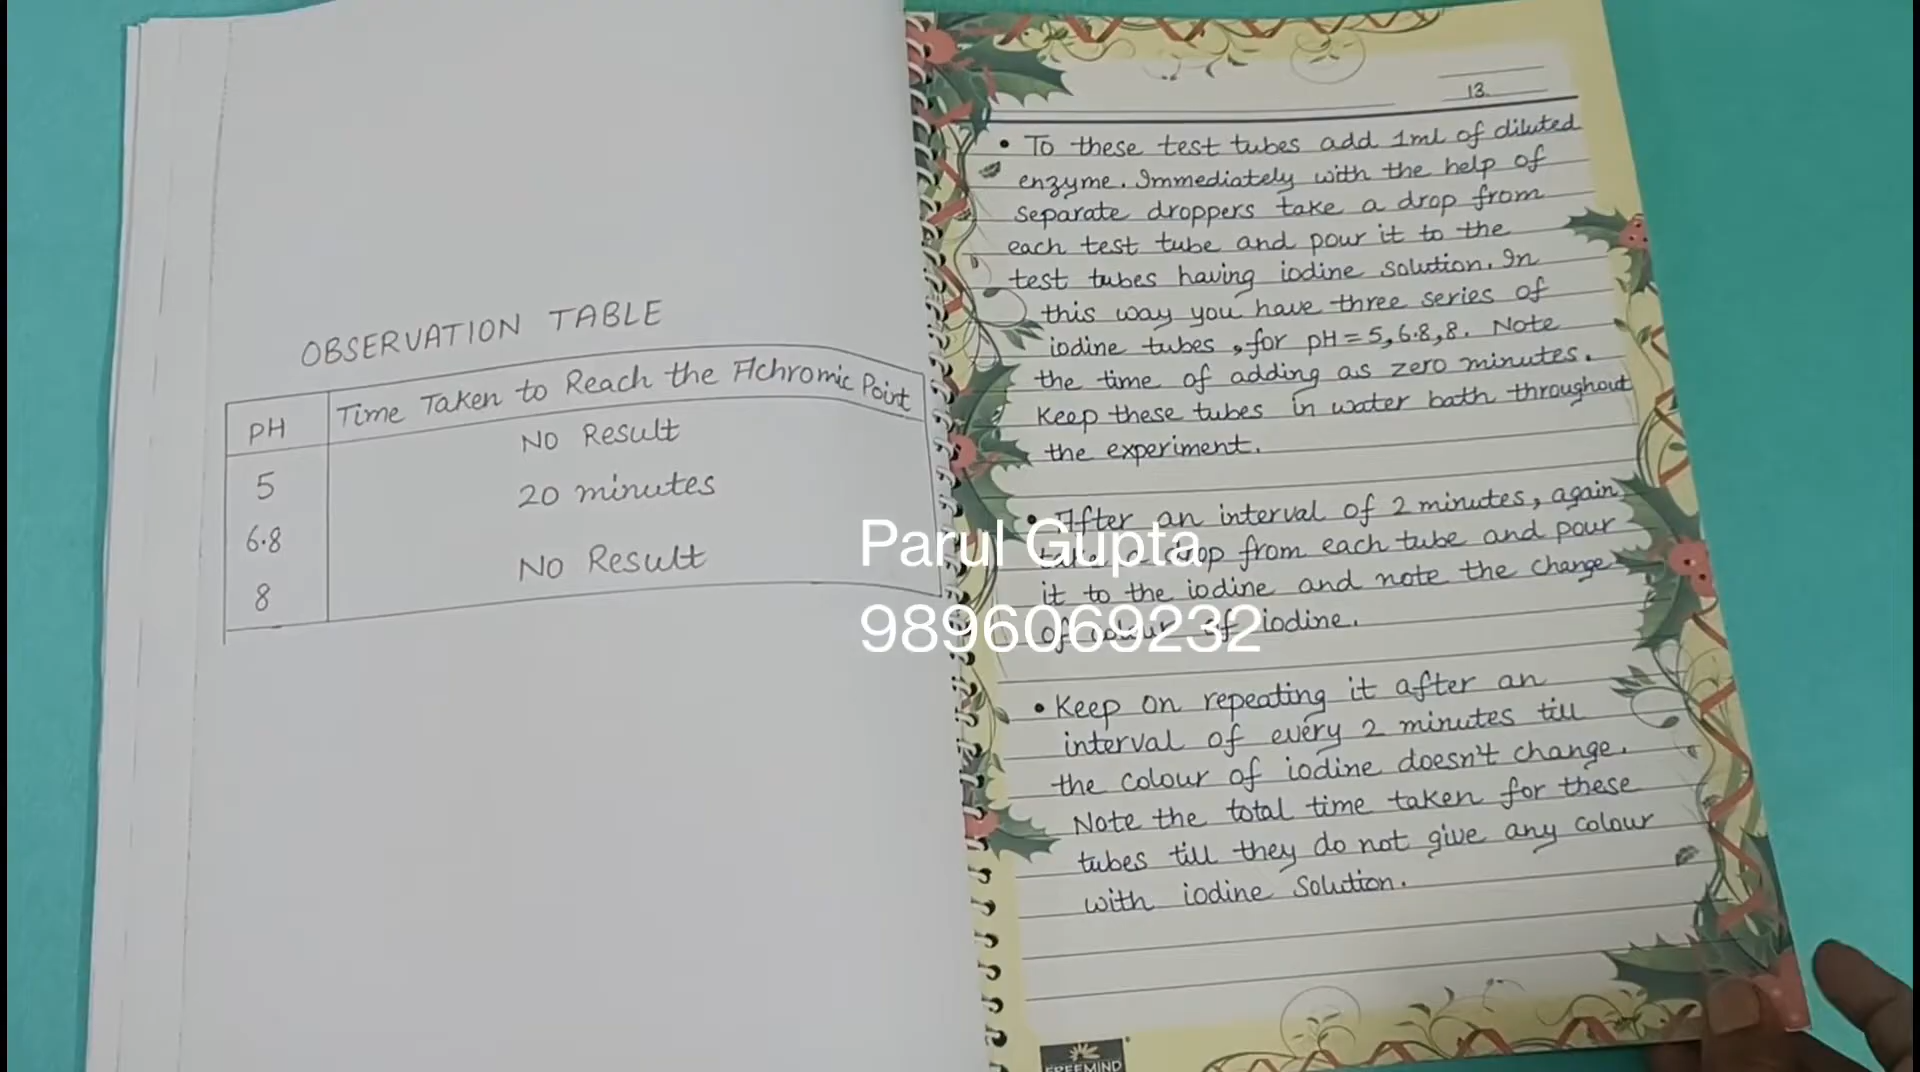 OBSERVATION TABLE
PH
Time Taken to Reach the Achromic Point
5
No Result
6.8
20 minutes
8
No Result
13.
• To these test tubes add 1ml of diluted
enzyme. Immediately with the help of
separate droppers take a drop from
each test tube and pour it to the
test tubes having iodine solution. In
this way you have three series of
iodine tubes, for pH = 5, 6.8, 8. Note
the time of adding as zero minutes.
Keep these tubes in water bath throughout
the experiment.
• After an interval of 2 minutes, again
take a drop from each tube and pour
it to the iodine and note the change
of colour of iodine.
• Keep on repeating it after an
interval of every 2 minutes till
the colour of iodine doesn't change.
Note the total time taken for these
tubes till they do not give any colour
with iodine solution.
Parul Gupta
9896069232
FREEMIND